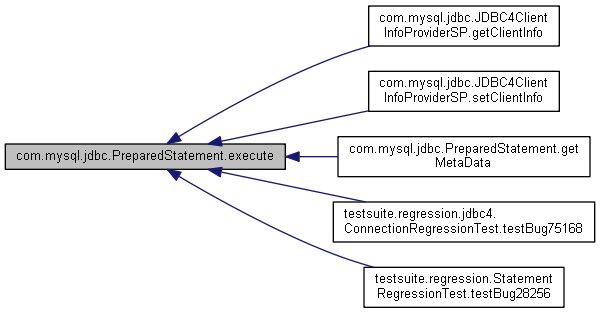 com.mysql.jdbc.JDBC4Client
InfoProviderSP.getClientInfo
com.mysql.jdbc.JDBC4Client
InfoProviderSP.setClientInfo
com.mysql.jdbc.PreparedStatement.execute
com.mysql.jdbc.PreparedStatement.get
MetaData
testsuite.regression.jdbc4.
ConnectionRegressionTest.testBug75168
testsuite.regression.Statement
RegressionTest.testBug28256